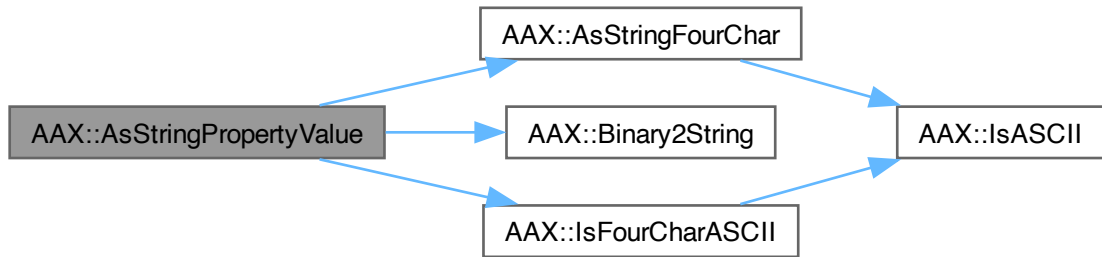 AAX::AsStringFourChar
AAX::AsStringPropertyValue
AAX::Binary2String
AAX::IsASCII
AAX::IsFourCharASCII